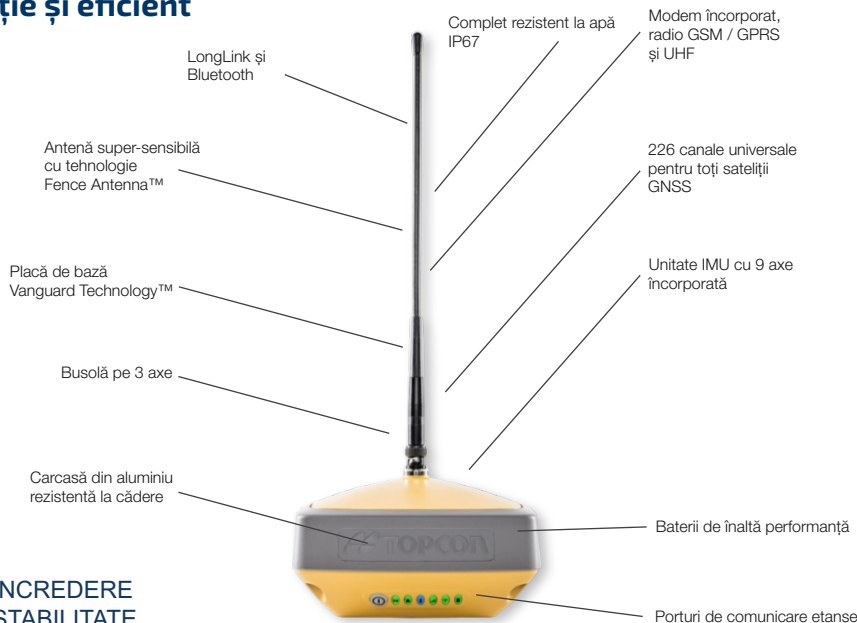 ție și eficient
Complet rezistent la apă
IP67
Modem încorporat,
radio GSM / GPRS
și UHF
LongLink și
Bluetooth
Antenă super-sensibilă
cu tehnologie
Fence Antenna™
226 canale universale
pentru toți sateliții
GNSS
Placă de bază
Vanguard Technology™
Unitate IMU cu 9 axe
încorporată
Busolă pe 3 axe
Carcasă din aluminiu
rezistentă la cădere
TOPCON
Baterii de înaltă performanță
NCREDERE
STABILITATE
Porturi de comunicare etanse